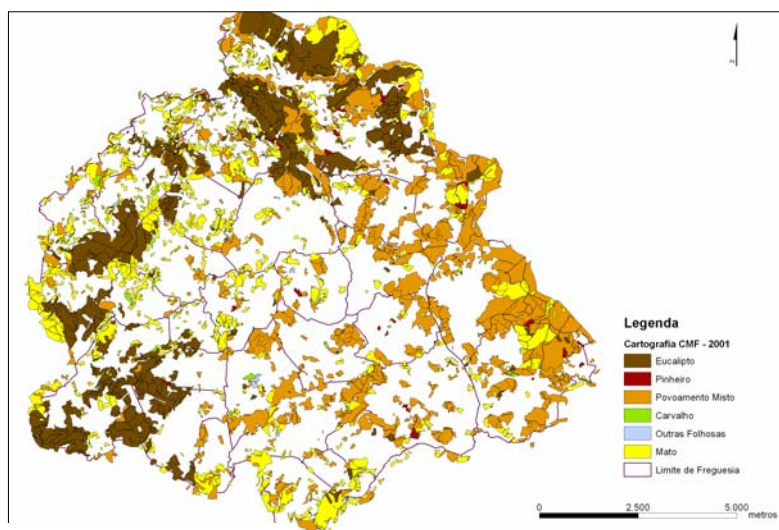 Legenda
Cartografia CMF - 2001
Eucalipto
Pinheiro
Povoamento Misto
Carvalho
Outras Folhosas
Mato
Limite de Freguesia
0 2.500 5.000
metros